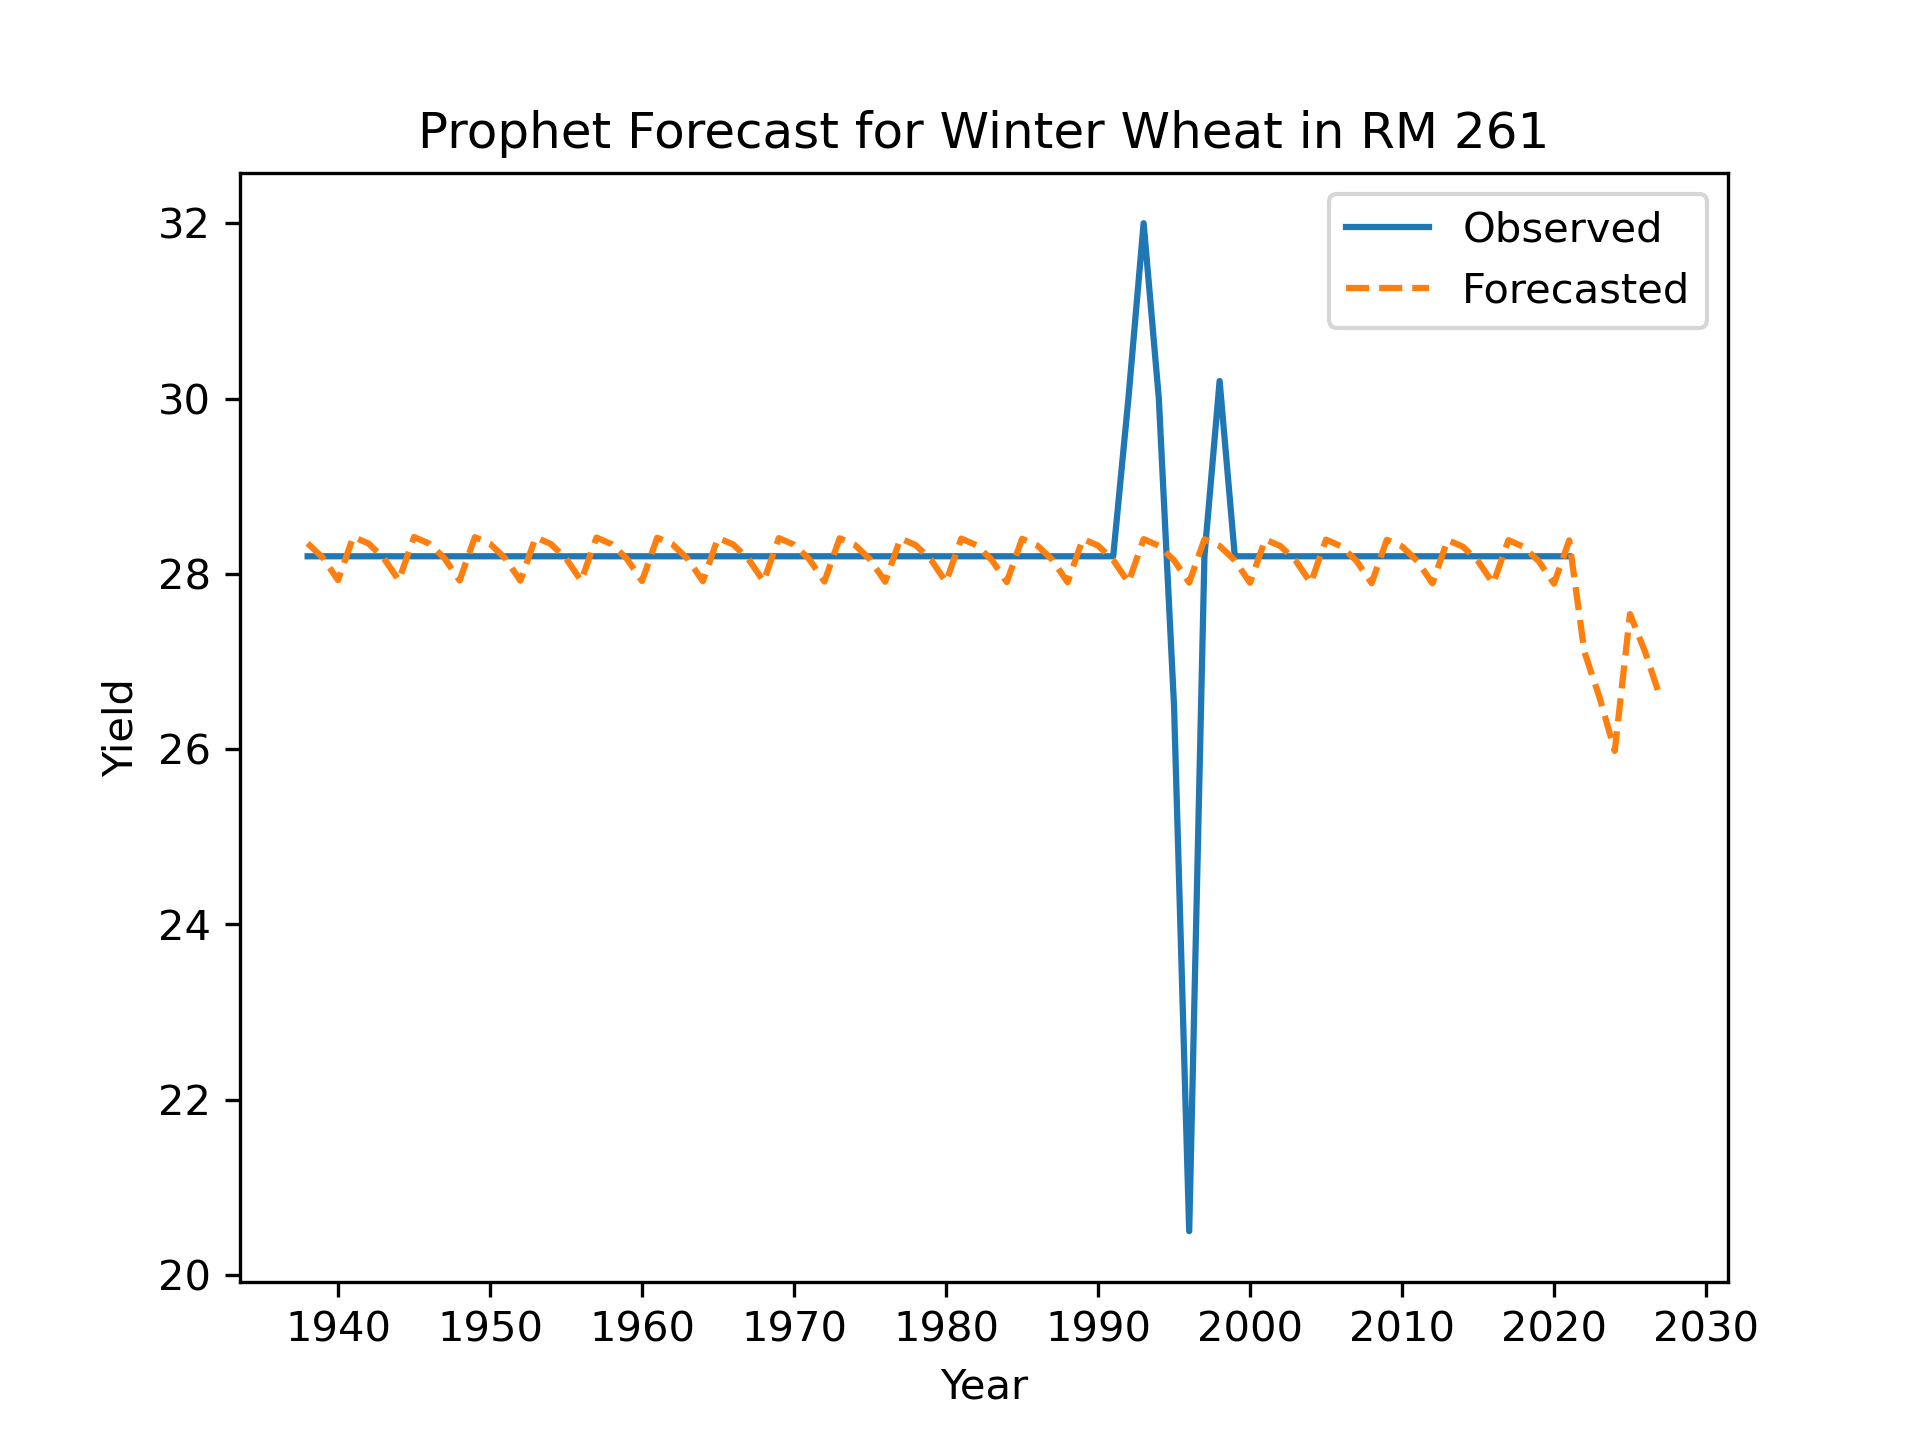 Prophet Forecast for Winter Wheat in RM 261
Observed
Forecasted
32
30
28
26
24
22
20
Yield
1940 1950 1960 1970 1980 1990 2000 2010 2020 2030
Year